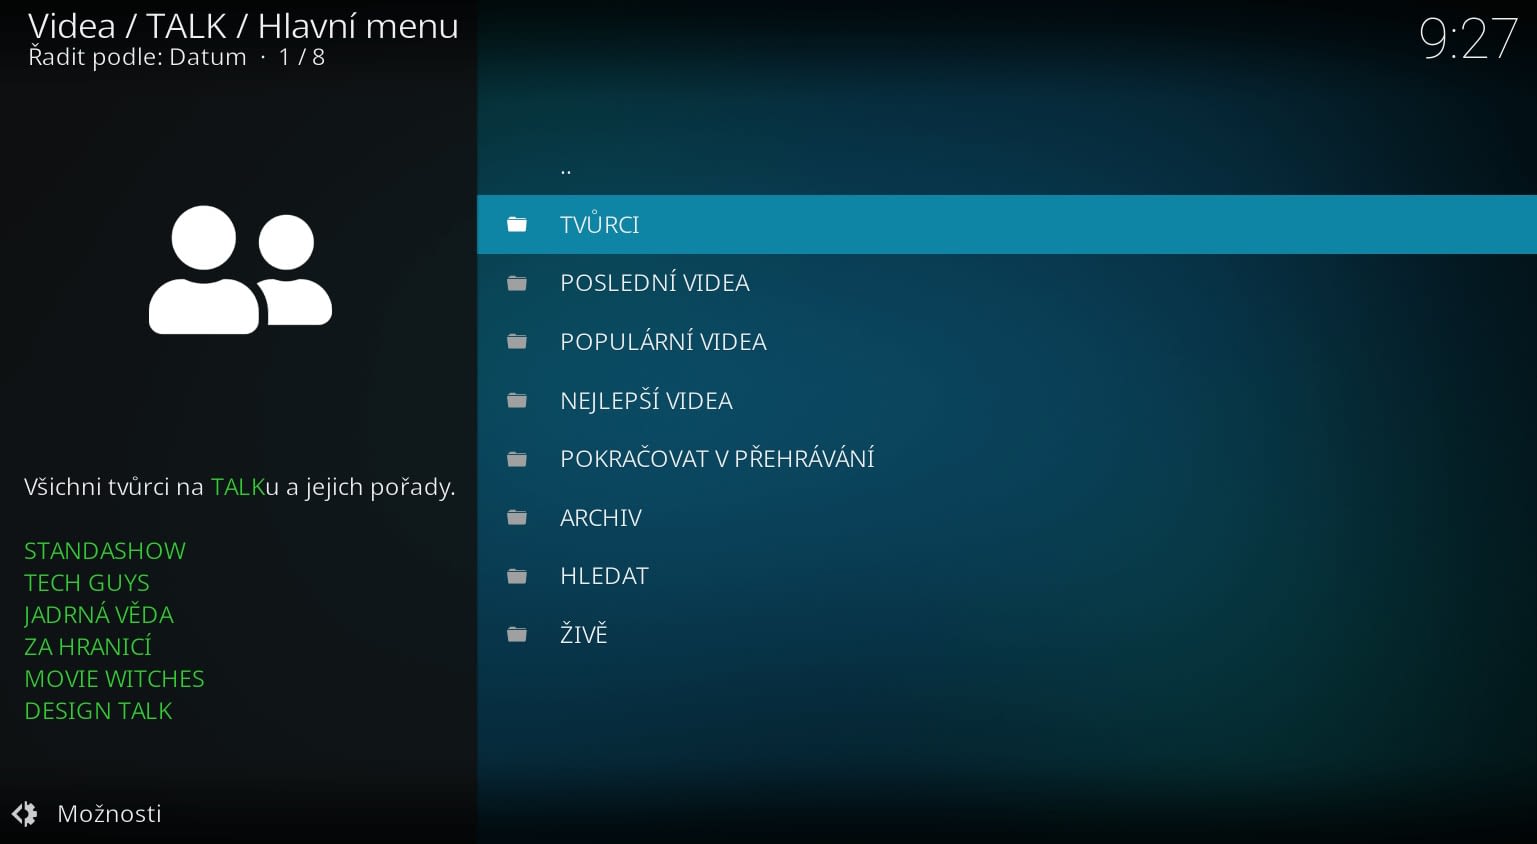 Videa / TALK / Hlavní menu
Řadit podle: Datum · 1 / 8
9:27
..
TVŮRCI
POSLEDNÍ VIDEA
POPULÁRNÍ VIDEA
NEJLEPŠÍ VIDEA
POKRAČOVAT V PŘEHRÁVÁNÍ
ARCHIV
HLEDAT
ŽIVĚ
Všichni tvůrci na TALKu a jejich pořady.
STANDASHOW
TECH GUYS
JADRNÁ VĚDA
ZA HRANICÍ
MOVIE WITCHES
DESIGN TALK
Možnosti